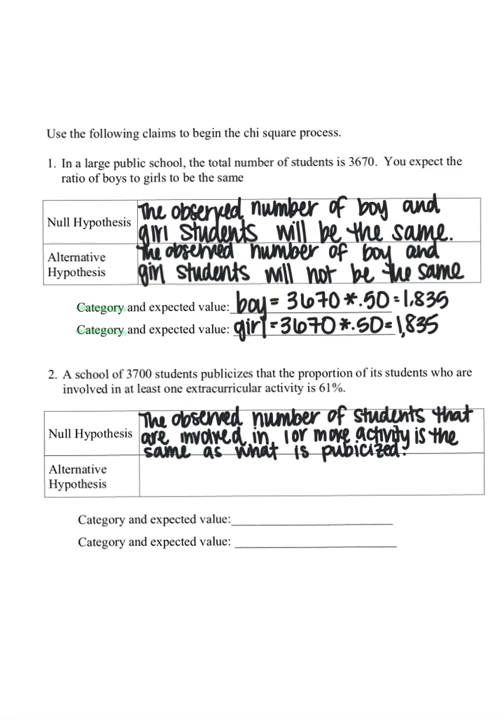 Use the following claims to begin the chi square process.
1. In a large public school, the total number of students is 3670. You expect the
ratio of boys to girls to be the same
Null Hypothesis
The observed number of boy and
girl students will be the same.
Alternative
Hypothesis
The observed number of boy and
girl students will not be the same
Category and expected value: boy = 3670 *.50 = 1,835
Category and expected value: girl = 3670 *.50 = 1,835
2. A school of 3700 students publicizes that the proportion of its students who are
involved in at least one extracurricular activity is 61%.
Null Hypothesis
The observed number of students that
are involved in 1 or more activity is the
same as what is publicized.
Alternative
Hypothesis
Category and expected value:
Category and expected value: